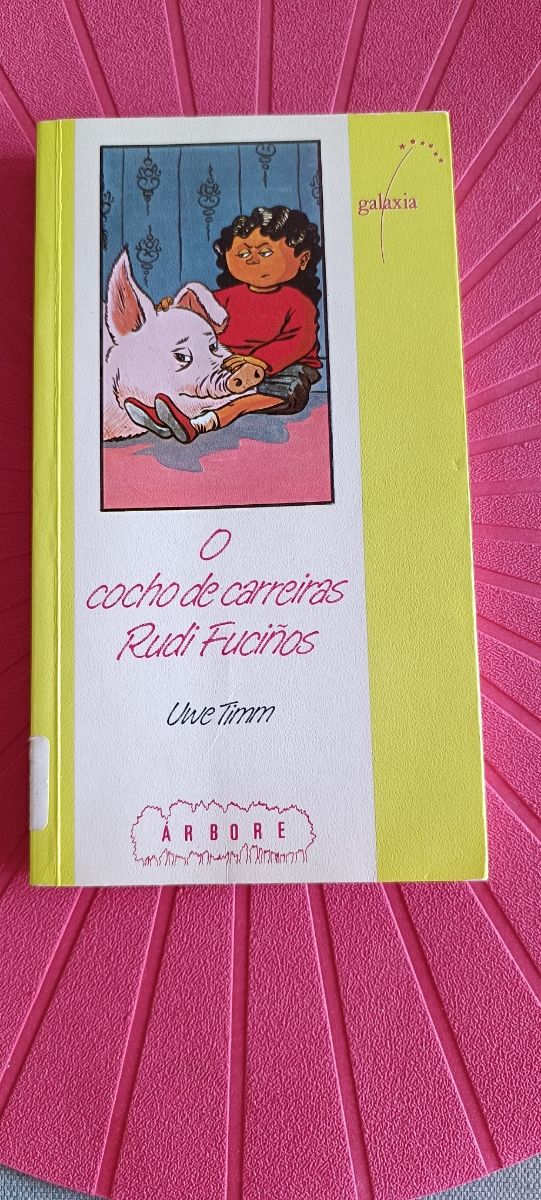 galaxia
O
cocho de carreiras
Rudi Fuciños
Uwe Timm
ÁRBORE